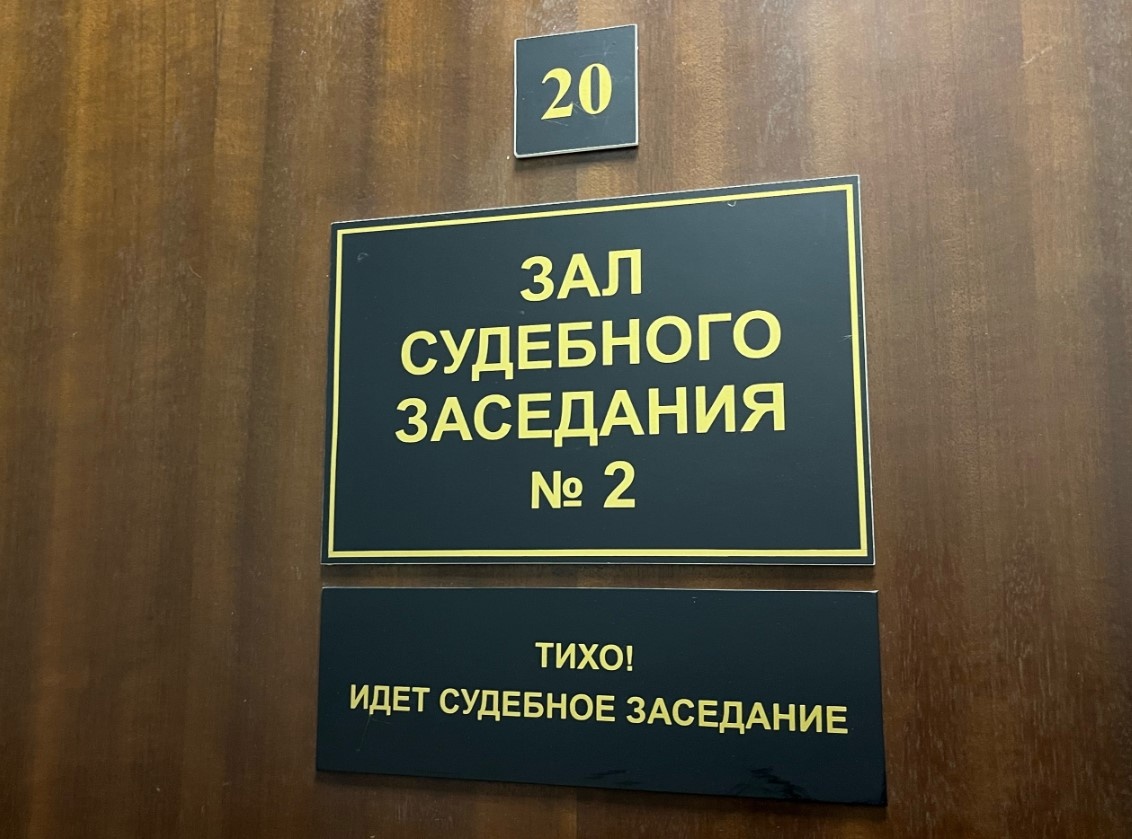 20
ЗАЛ
СУДЕБНОГО
ЗАСЕДАНИЯ
№ 2
ТИХО!
ИДЕТ СУДЕБНОЕ ЗАСЕДАНИЕ